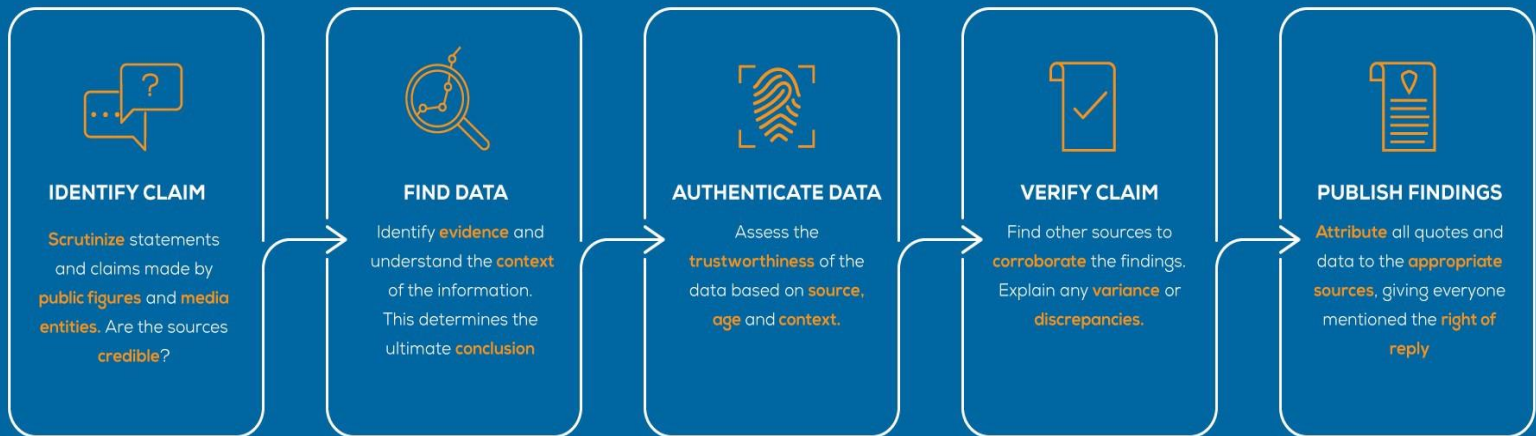 ?
IDENTIFY CLAIM
Scrutinize statements
and claims made by
public figures and media
entities. Are the sources
credible?
FIND DATA
Identify evidence and
understand the context
of the information.
This determines the
ultimate conclusion
AUTHENTICATE DATA
Assess the
trustworthiness of the
data based on source,
age and context.
VERIFY CLAIM
Find other sources to
corroborate the findings.
Explain any variance or
discrepancies.
PUBLISH FINDINGS
Attribute all quotes and
data to the appropriate
sources, giving everyone
mentioned the right of
reply